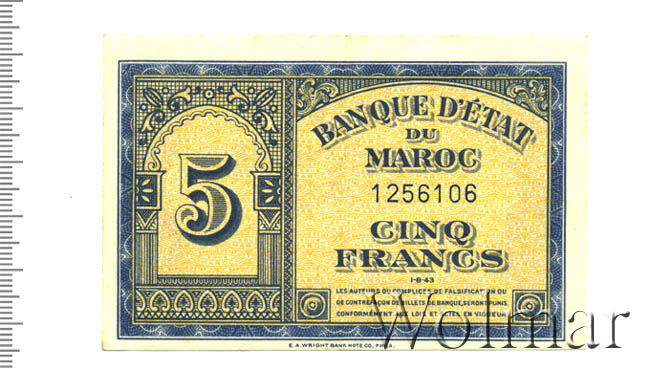 BANQUE D'ÉTAT
DU
MAROC
1256106
5
CINQ
FRANCS
1-8-43
LES AUTEURS OU COMPLICES DE FALSIFICATION OU
DE CONTREFAÇON DE BILLETS DE BANQUE, SERONT PUNIS
CONFORMÉMENT AUX LOIS ET ACTES EN VIGUEUR
E. A. WRIGHT BANK NOTE CO., PHILA.
Wolmar